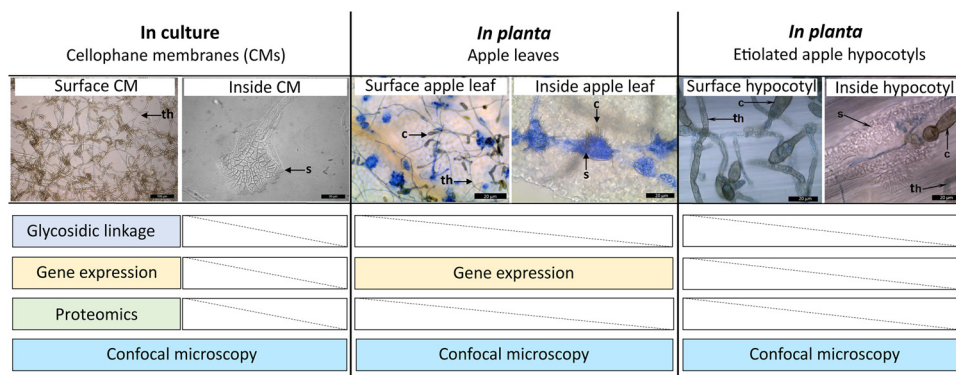 In culture
Cellophane membranes (CMs)
In planta
Apple leaves
In planta
Etiolated apple hypocotyls
Surface CM
Inside CM
Surface apple leaf
Inside apple leaf
Surface hypocotyl
Inside hypocotyl
th
s
c
th
c
s
c
th
s
c
th
20 µm
20 µm
20 µm
Glycosidic linkage
Gene expression
Gene expression
Proteomics
Confocal microscopy
Confocal microscopy
Confocal microscopy